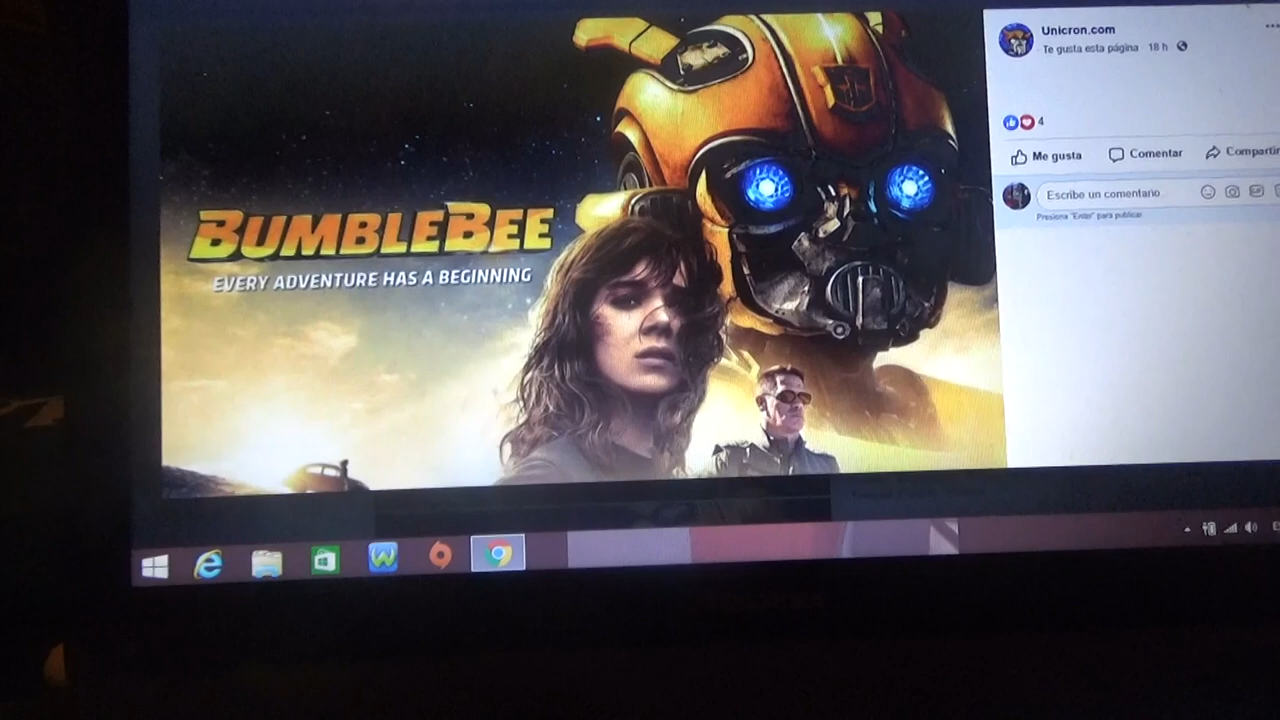 BUMBLEBEE
EVERY ADVENTURE HAS A BEGINNING
Unicron.com
Te gusta esta página · 18 h
4
Me gusta
Comentar
Compartir
Escribe un comentario
Presiona "Enter" para publicar